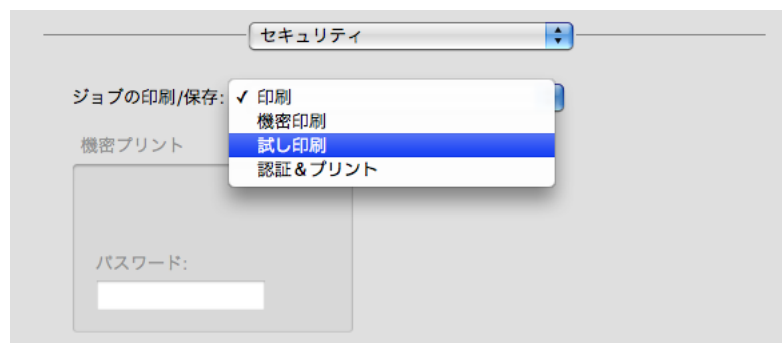 セキュリティ
ジョブの印刷/保存: ✓ 印刷
機密印刷
試し印刷
認証&プリント
機密プリント
パスワード: